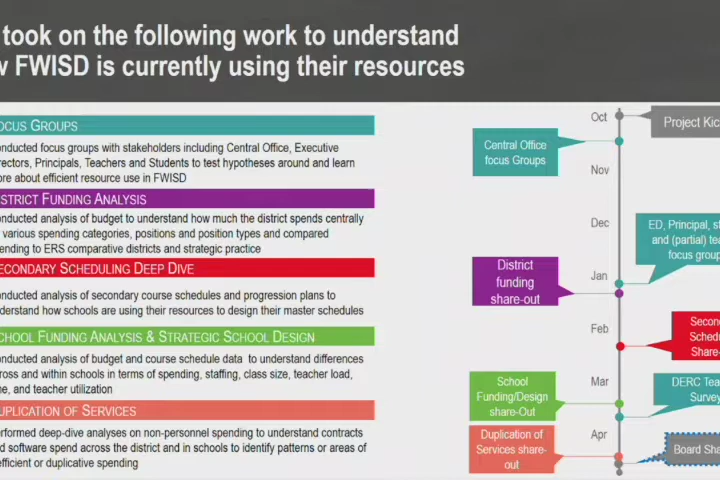 took on the following work to understand
FWISD is currently using their resources
OCUS GROUPS
onducted focus groups with stakeholders including Central Office, Executive
rectors, Principals, Teachers and Students to test hypotheses around and learn
ore about efficient resource use in FWISD
ISTRICT FUNDING ANALYSIS
onducted analysis of budget to understand how much the district spends centrally
various spending categories, positions and position types and compared
ending to ERS comparative districts and strategic practice
ECONDARY SCHEDULING DEEP DIVE
onducted analysis of secondary course schedules and progression plans to
nderstand how schools are using their resources to design their master schedules
CHOOL FUNDING ANALYSIS & STRATEGIC SCHOOL DESIGN
onducted analysis of budget and course schedule data to understand differences
cross and within schools in terms of spending, staffing, class size, teacher load,
me, and teacher utilization
UPLICATION OF SERVICES
erformed deep-dive analyses on non-personnel spending to understand contracts
d software spend across the district and in schools to identify patterns or areas of
efficient or duplicative spending
Oct
Project Kic
Central Office
focus Groups
Nov
Dec
ED, Principal, st
and (partial) tea
focus group
Jan
District
funding
share-out
Feb
Secon
Schedu
Share-
Mar
School
Funding/Design
share-Out
DERC Tea
Survey
Apr
Duplication of
Services share-
out
Board Sha